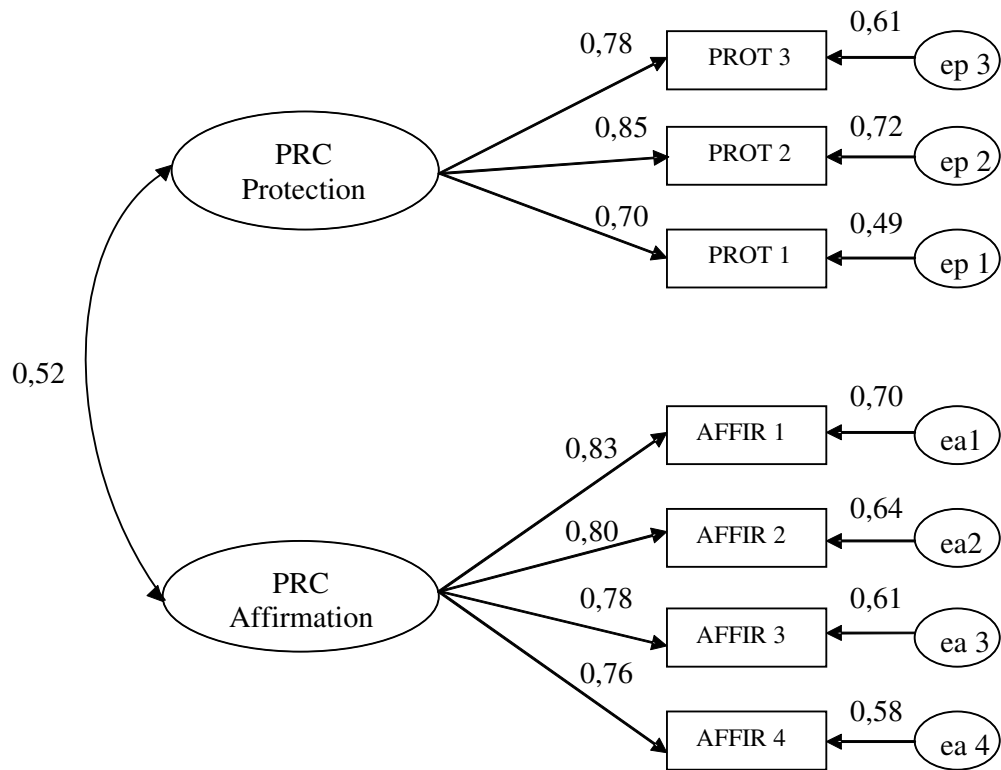 0,78
PROT 3
0,61
ep 3
PRC
Protection
0,85
PROT 2
0,72
ep 2
0,70
PROT 1
0,49
ep 1
0,52
0,83
AFFIR 1
0,70
ea1
0,80
AFFIR 2
0,64
ea2
PRC
Affirmation
0,78
AFFIR 3
0,61
ea 3
0,76
AFFIR 4
0,58
ea 4